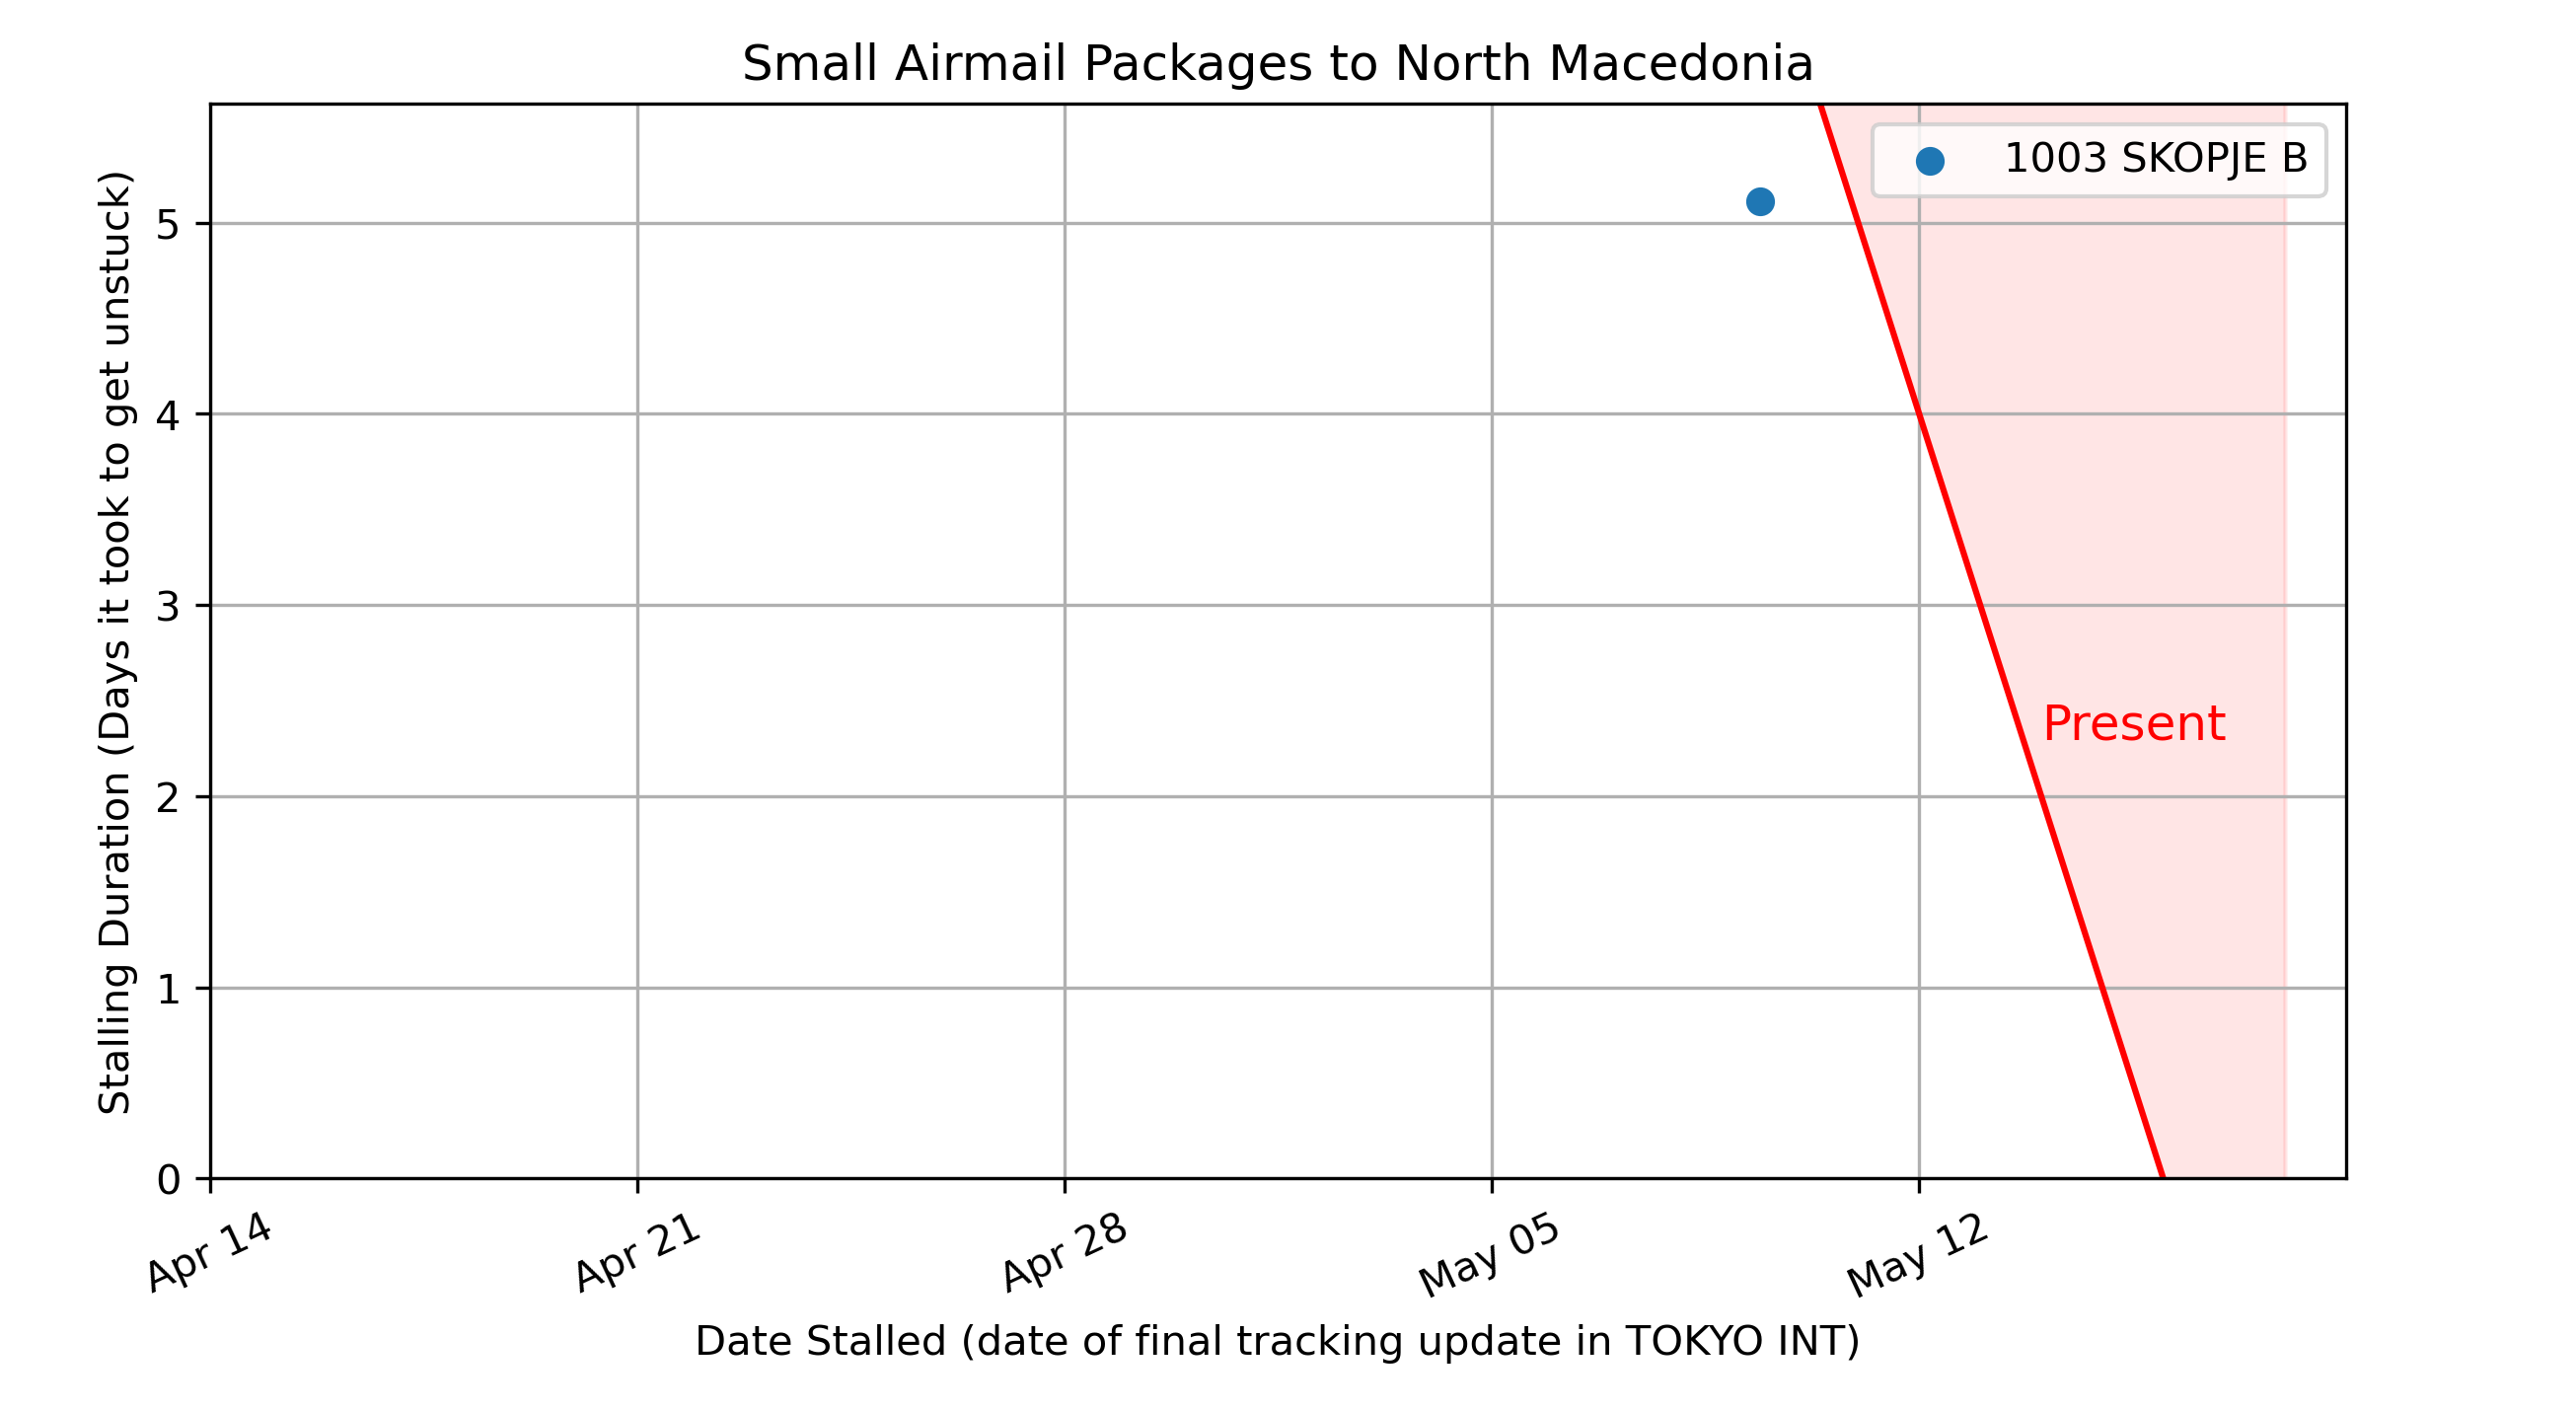 Small Airmail Packages to North Macedonia
1003 SKOPJE B
Stalling Duration (Days it took to get unstuck)
5
4
3
2
1
0
Present
Apr 14
Apr 21
Apr 28
May 05
May 12
Date Stalled (date of final tracking update in TOKYO INT)